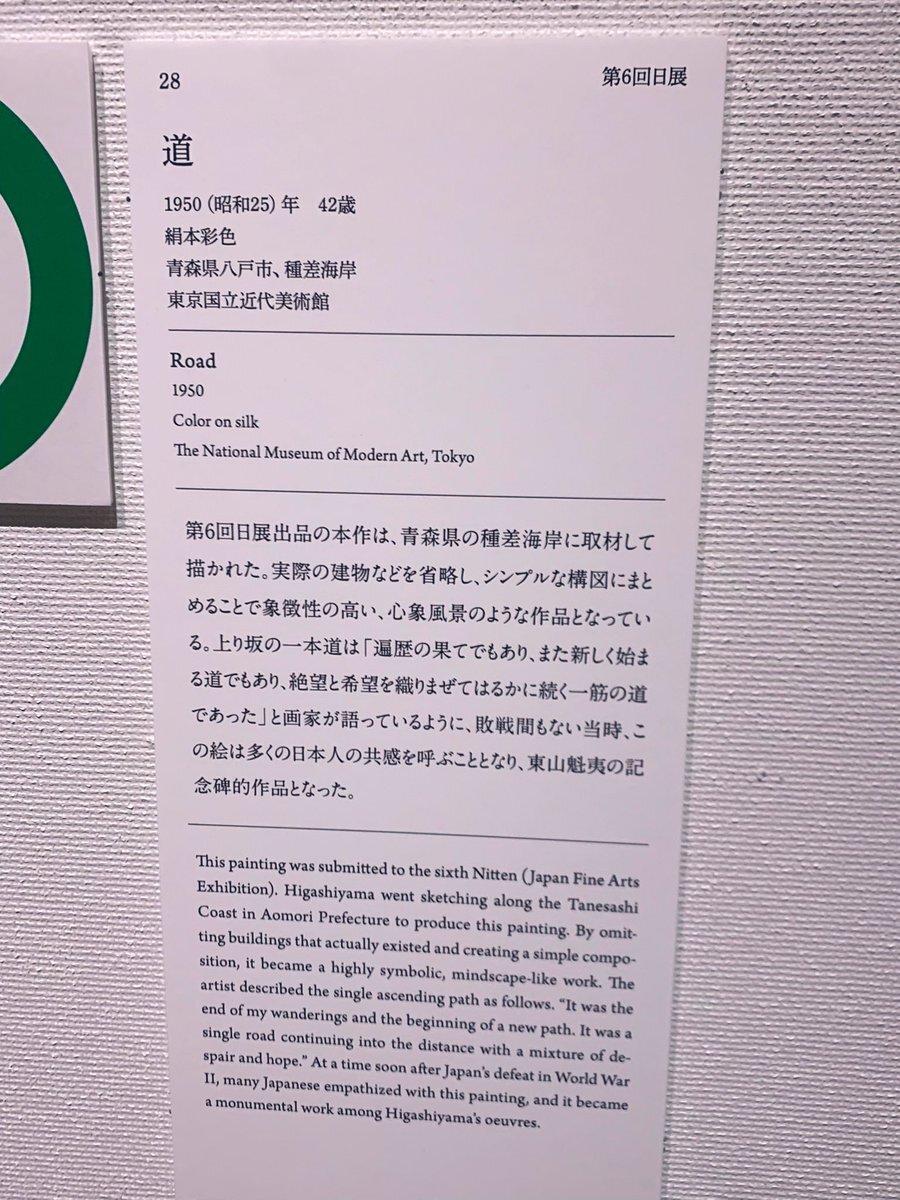 28
第6回日展
道
1950（昭和25）年　42歳
絹本彩色
青森県八戸市、種差海岸
東京国立近代美術館
Road
1950
Color on silk
The National Museum of Modern Art, Tokyo
第6回日展出品の本作は、青森県の種差海岸に取材して
描かれた。実際の建物などを省略し、シンプルな構図にまと
めることで象徴性の高い、心象風景のような作品となってい
る。上り坂の一本道は「遍歴の果てでもあり、また新しく始ま
る道でもあり、絶望と希望を織りまぜてはるかに続く一筋の道
であった」と画家が語っているように、敗戦間もない当時、こ
の絵は多くの日本人の共感を呼ぶこととなり、東山魁夷の記
念碑的作品となった。
This painting was submitted to the sixth Nitten (Japan Fine Arts
Exhibition). Higashiyama went sketching along the Tanesashi
Coast in Aomori Prefecture to produce this painting. By omit-
ting buildings that actually existed and creating a simple compo-
sition, it became a highly symbolic, mindscape-like work. The
artist described the single ascending path as follows. “It was the
end of my wanderings and the beginning of a new path. It was a
single road continuing into the distance with a mixture of de-
spair and hope.” At a time soon after Japan’s defeat in World War
II, many Japanese empathized with this painting, and it became
a monumental work among Higashiyama’s oeuvres.